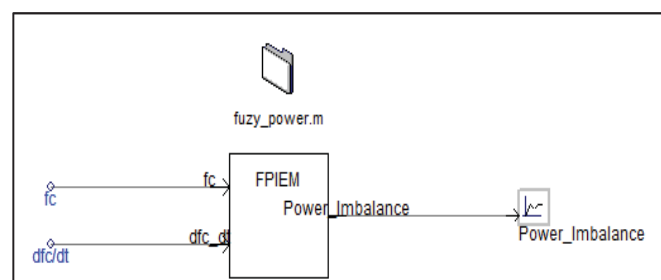 fuzy_power.m
fc
FPIEM
fc
Power_Imbalance
dfc_dt
dfc/dt
Power_Imbalance